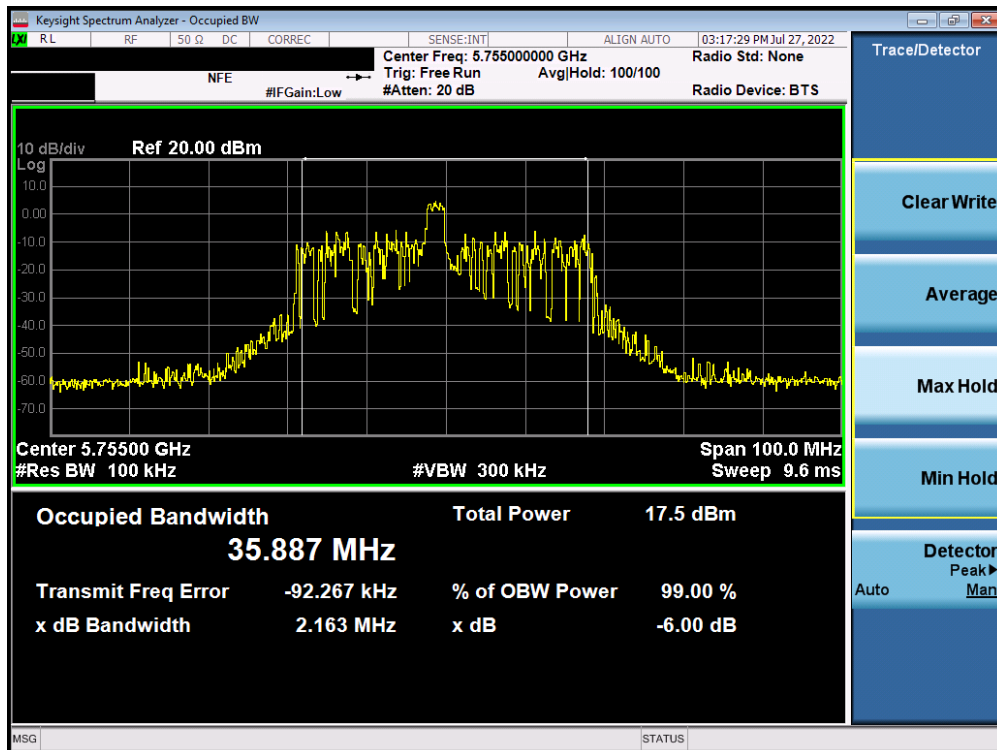 Keysight Spectrum Analyzer - Occupied BW
LXI RL RF 50 Ω DC CORREC SENSE:INT ALIGN AUTO 03:17:29 PM Jul 27, 2022
Center Freq: 5.755000000 GHz Radio Std: None
NFE Trig: Free Run Avg|Hold: 100/100
#IFGain:Low #Atten: 20 dB Radio Device: BTS
Trace/Detector
10 dB/div Ref 20.00 dBm
Log
10.0
0.00
-10.0
-20.0
-30.0
-40.0
-50.0
-60.0
-70.0
Center 5.75500 GHz Span 100.0 MHz
#Res BW 100 kHz #VBW 300 kHz Sweep 9.6 ms
Occupied Bandwidth Total Power 17.5 dBm
35.887 MHz
Transmit Freq Error -92.267 kHz % of OBW Power 99.00 %
x dB Bandwidth 2.163 MHz x dB -6.00 dB
Clear Write
Average
Max Hold
Min Hold
Detector
Peak▶
Auto Man
MSG STATUS